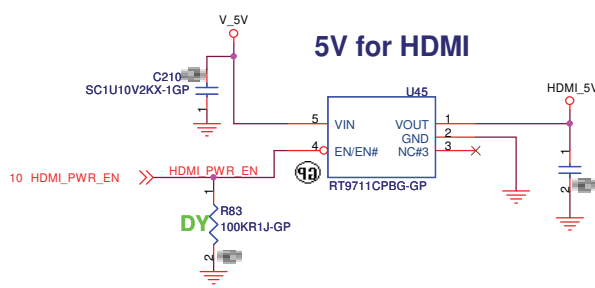 V_5V
5V for HDMI
C210
SC1U10V2KX-1GP
1
U45
HDMI_5V
5 VIN VOUT 1
GND 2
4 EN/EN# NC#3 3
1
2
RT9711CPBG-GP
10 HDMI_PWR_EN HDMI_PWR_EN
1
DY
R83
100KR1J-GP
2